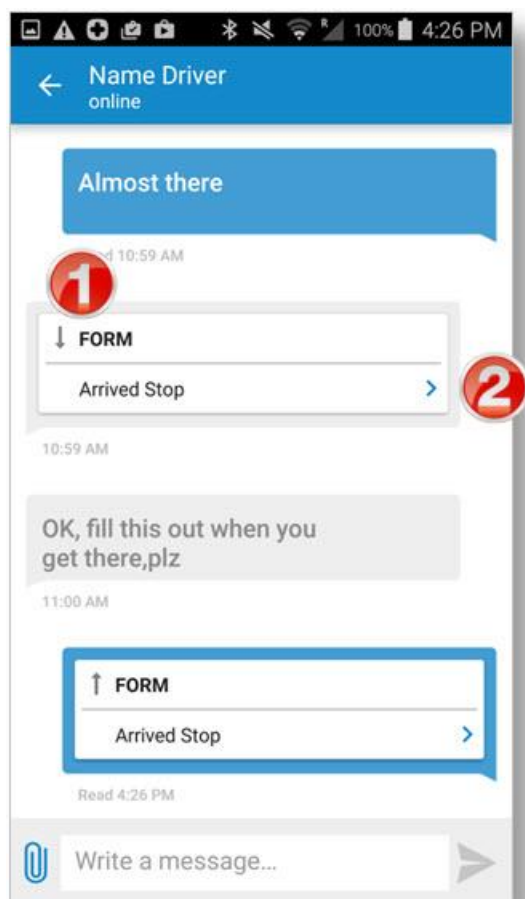 R 100% 4:26 PM
Name Driver
online
Almost there
10:59 AM
1
FORM
Arrived Stop
2
10:59 AM
OK, fill this out when you
get there,plz
11:00 AM
FORM
Arrived Stop
Read 4:26 PM
Write a message...